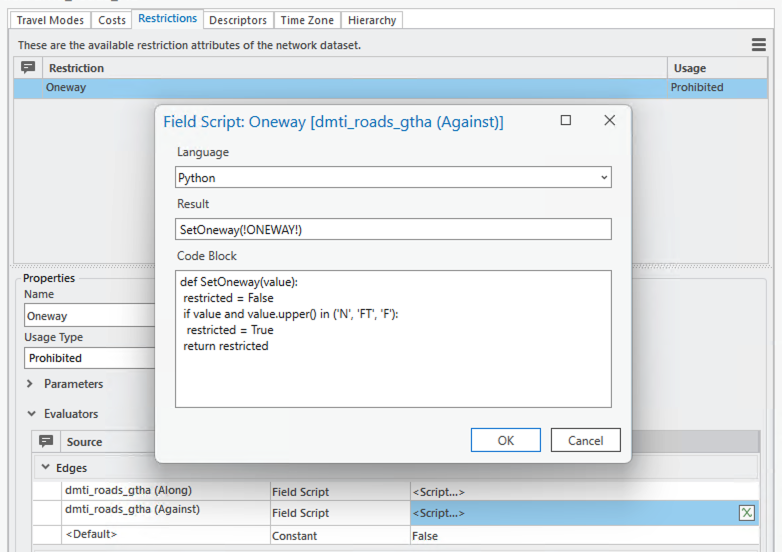 Travel Modes Costs Restrictions Descriptors Time Zone Hierarchy
These are the available restriction attributes of the network dataset.
Restriction Usage
Oneway Prohibited
Field Script: Oneway [dmti_roads_gtha (Against)]
Language
Python
Result
SetOneway(!ONEWAY!)
Code Block
def SetOneway(value):
restricted = False
if value and value.upper() in ('N', 'FT', 'F'):
restricted = True
return restricted
OK Cancel
Properties
Name
Oneway
Usage Type
Prohibited
Parameters
Evaluators
Source
Edges
dmti_roads_gtha (Along) Field Script <Script...>
dmti_roads_gtha (Against) Field Script <Script...>
<Default> Constant False